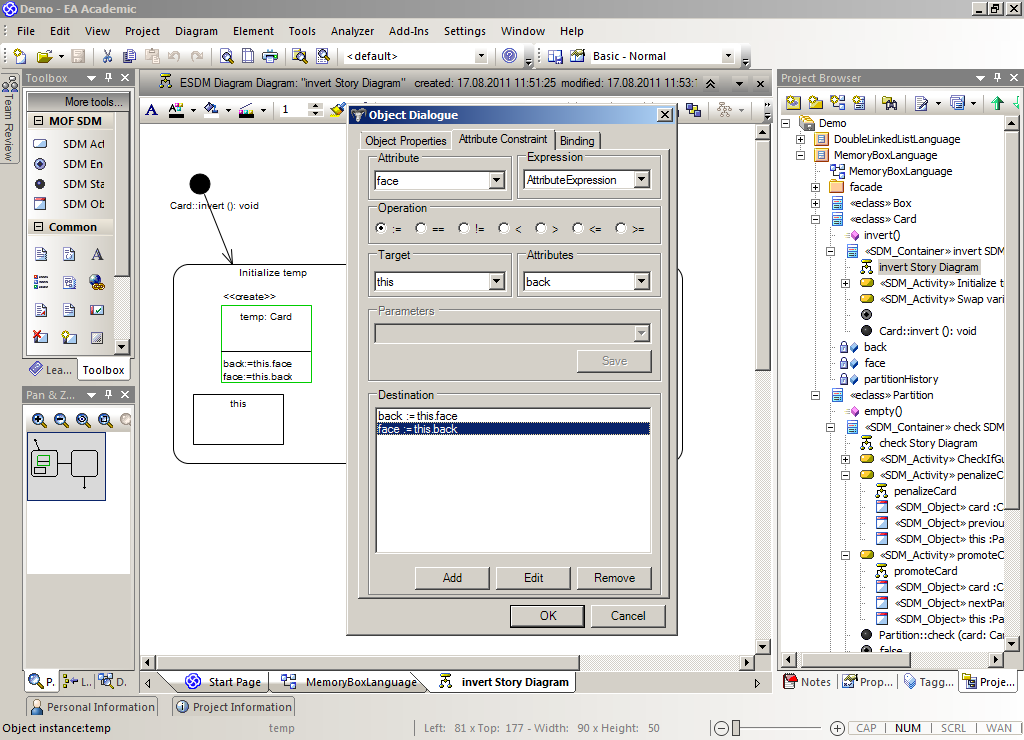 Demo - EA Academic
File Edit View Project Diagram Element Tools Analyzer Add-Ins Settings Window Help
<default> Basic - Normal
Toolbox
More tools...
MOF SDM
SDM Act
SDM En
SDM Sta
SDM Ob
Common
Team Review
Lea... Toolbox
Pan & Z...
P. L.. D.
ESDM Diagram Diagram: "invert Story Diagram" created: 17.08.2011 11:51:25 modified: 17.08.2011 11:53:
A 1
Card::invert (): void
Initialize temp
<<create>>
temp: Card
back:=this.face
face:=this.back
this
Object Dialogue
Object Properties Attribute Constraint Binding
Attribute Expression
face AttributeExpression
Operation
:= == != < > <= >=
Target Attributes
this back
Parameters
Save
Destination
back := this.face
face := this.back
Add Edit Remove
OK Cancel
Start Page MemoryBoxLanguage invert Story Diagram
Project Browser
Demo
DoubleLinkedListLanguage
MemoryBoxLanguage
MemoryBoxLanguage
facade
«eclass» Box
«eclass» Card
invert()
«SDM_Container» invert SDM
invert Story Diagram
«SDM_Activity» Initialize t
«SDM_Activity» Swap vari
Card::invert (): void
back
face
partitionHistory
«eclass» Partition
empty()
«SDM_Container» check SDM
check Story Diagram
«SDM_Activity» CheckIfGu
«SDM_Activity» penalizeC
penalizeCard
«SDM_Object» card :C
«SDM_Object» previou
«SDM_Object» this :Pa
«SDM_Activity» promoteC
promoteCard
«SDM_Object» card :C
«SDM_Object» nextPar
«SDM_Object» this :Pa
Partition::check (card: Car
false
Notes Prop... Tagg... Proje...
Personal Information Project Information
Object instance:temp temp Left: 81 x Top: 177 - Width: 90 x Height: 50 CAP NUM SCRL WAN